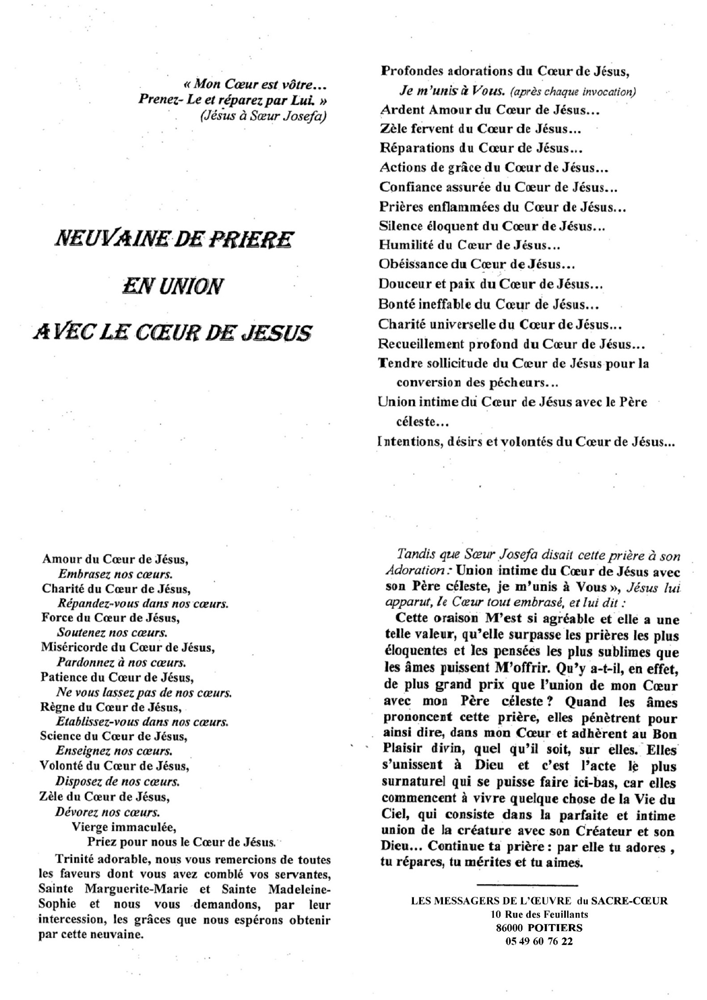 « Mon Cœur est vôtre...
Prenez- Le et réparez par Lui. »
(Jésus à Sœur Josefa)
NEUVAINE DE PRIERE
EN UNION
AVEC LE CŒUR DE JESUS
Profondes adorations du Cœur de Jésus,
Je m'unis à Vous. (après chaque invocation)
Ardent Amour du Cœur de Jésus...
Zèle fervent du Cœur de Jésus...
Réparations du Cœur de Jésus...
Actions de grâce du Cœur de Jésus...
Confiance assurée du Cœur de Jésus...
Prières enflammées du Cœur de Jésus...
Silence éloquent du Cœur de Jésus...
Humilité du Cœur de Jésus...
Obéissance du Cœur de Jésus...
Douceur et paix du Cœur de Jésus...
Bonté ineffable du Cœur de Jésus...
Charité universelle du Cœur de Jésus...
Recueillement profond du Cœur de Jésus...
Tendre sollicitude du Cœur de Jésus pour la
conversion des pécheurs...
Union intime du Cœur de Jésus avec le Père
céleste...
Intentions, désirs et volontés du Cœur de Jésus...
Amour du Cœur de Jésus,
Embrasez nos cœurs.
Charité du Cœur de Jésus,
Répandez-vous dans nos cœurs.
Force du Cœur de Jésus,
Soutenez nos cœurs.
Miséricorde du Cœur de Jésus,
Pardonnez à nos cœurs.
Patience du Cœur de Jésus,
Ne vous lassez pas de nos cœurs.
Règne du Cœur de Jésus,
Etablissez-vous dans nos cœurs.
Science du Cœur de Jésus,
Enseignez nos cœurs.
Volonté du Cœur de Jésus,
Disposez de nos cœurs.
Zèle du Cœur de Jésus,
Dévorez nos cœurs.
Vierge immaculée,
Priez pour nous le Cœur de Jésus.
Trinité adorable, nous vous remercions de toutes
les faveurs dont vous avez comblé vos servantes,
Sainte Marguerite-Marie et Sainte Madeleine-
Sophie et nous vous demandons, par leur
intercession, les grâces que nous espérons obtenir
par cette neuvaine.
Tandis que Sœur Josefa disait cette prière à son
Adoration : Union intime du Cœur de Jésus avec
son Père céleste, je m'unis à Vous », Jésus lui
apparut, le Cœur tout embrasé, et lui dit :
Cette oraison M'est si agréable et elle a une
telle valeur, qu'elle surpasse les prières les plus
éloquentes et les pensées les plus sublimes que
les âmes puissent M'offrir. Qu'y a-t-il, en effet,
de plus grand prix que l'union de mon Cœur
avec mon Père céleste ? Quand les âmes
prononcent cette prière, elles pénètrent pour
ainsi dire, dans mon Cœur et adhèrent au Bon
Plaisir divin, quel qu'il soit, sur elles. Elles
s'unissent à Dieu et c'est l'acte le plus
surnaturel qui se puisse faire ici-bas, car elles
commencent à vivre quelque chose de la Vie du
Ciel, qui consiste dans la parfaite et intime
union de la créature avec son Créateur et son
Dieu... Continue ta prière : par elle tu adores ,
tu répares, tu mérites et tu aimes.
LES MESSAGERS DE L'ŒUVRE du SACRE-CŒUR
10 Rue des Feuillants
86000 POITIERS
05 49 60 76 22